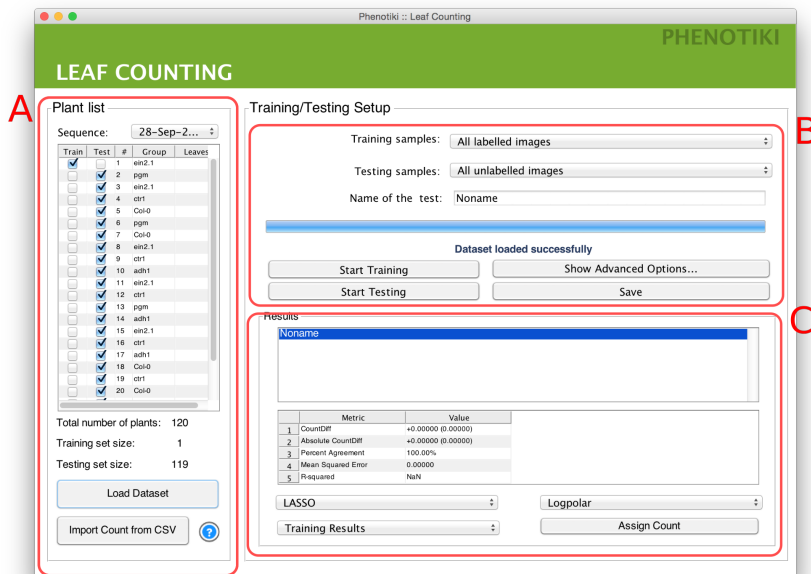 Phenotiki :: Leaf Counting
PHENOTIKI
LEAF COUNTING
A
Plant list
Sequence: 28-Sep-2...
Train Test # Group Leaves
1 ein2.1
2 pgm
3 ein2.1
4 ctr1
5 Col-0
6 pgm
7 Col-0
8 ein2.1
9 ctr1
10 adh1
11 ein2.1
12 ctr1
13 pgm
14 adh1
15 ein2.1
16 ctr1
17 adh1
18 Col-0
19 ctr1
20 Col-0
Total number of plants: 120
Training set size: 1
Testing set size: 119
Load Dataset
Import Count from CSV ?
Training/Testing Setup
B
Training samples: All labelled images
Testing samples: All unlabelled images
Name of the test: Noname
Dataset loaded successfully
Start Training Show Advanced Options...
Start Testing Save
C
Results
Noname
Metric Value
1 CountDiff +0.00000 (0.00000)
2 Absolute CountDiff +0.00000 (0.00000)
3 Percent Agreement 100.00%
4 Mean Squared Error 0.00000
5 R-squared NaN
LASSO Logpolar
Training Results Assign Count